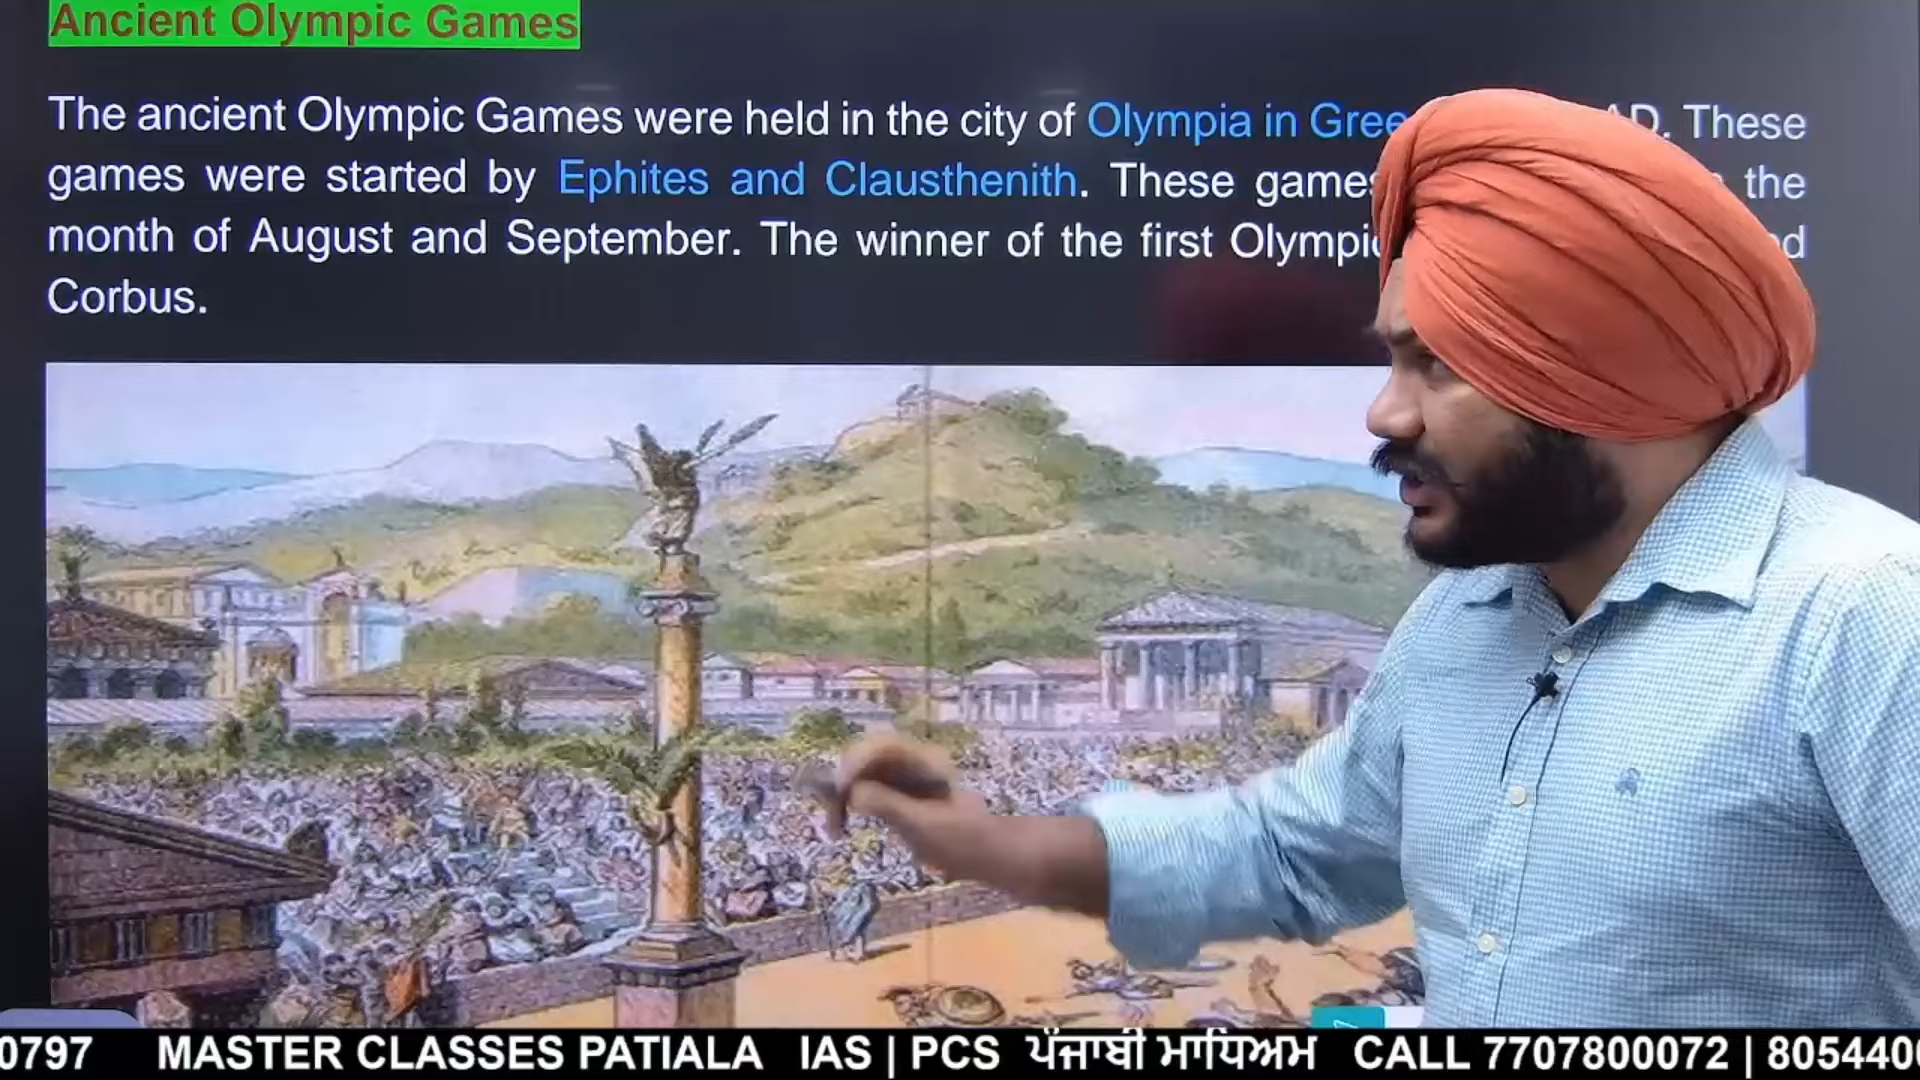 Ancient Olympic Games
The ancient Olympic Games were held in the city of Olympia in Gree AD. These
games were started by Ephites and Clausthenith. These games the
month of August and September. The winner of the first Olympic
Corbus.
0797 MASTER CLASSES PATIALA IAS | PCS ਪੰਜਾਬੀ ਮਾਧਿਅਮ CALL 7707800072 | 805440